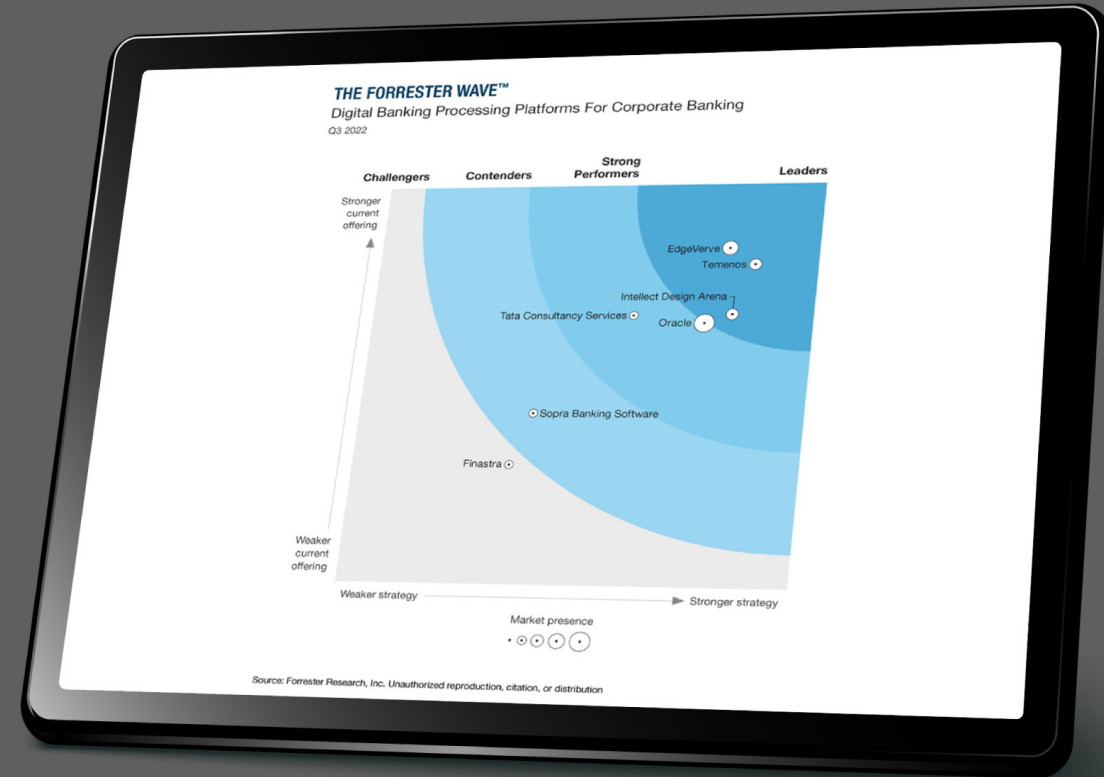 THE FORRESTER WAVE™
Digital Banking Processing Platforms For Corporate Banking
Q3 2022
Challengers
Contenders
Strong
Performers
Leaders
Stronger
current
offering
EdgeVerve
Temenos
Intellect Design Arena
Tata Consultancy Services
Oracle
Sopra Banking Software
Finastra
Weaker
current
offering
Weaker strategy
Stronger strategy
Market presence
Source: Forrester Research, Inc. Unauthorized reproduction, citation, or distribution